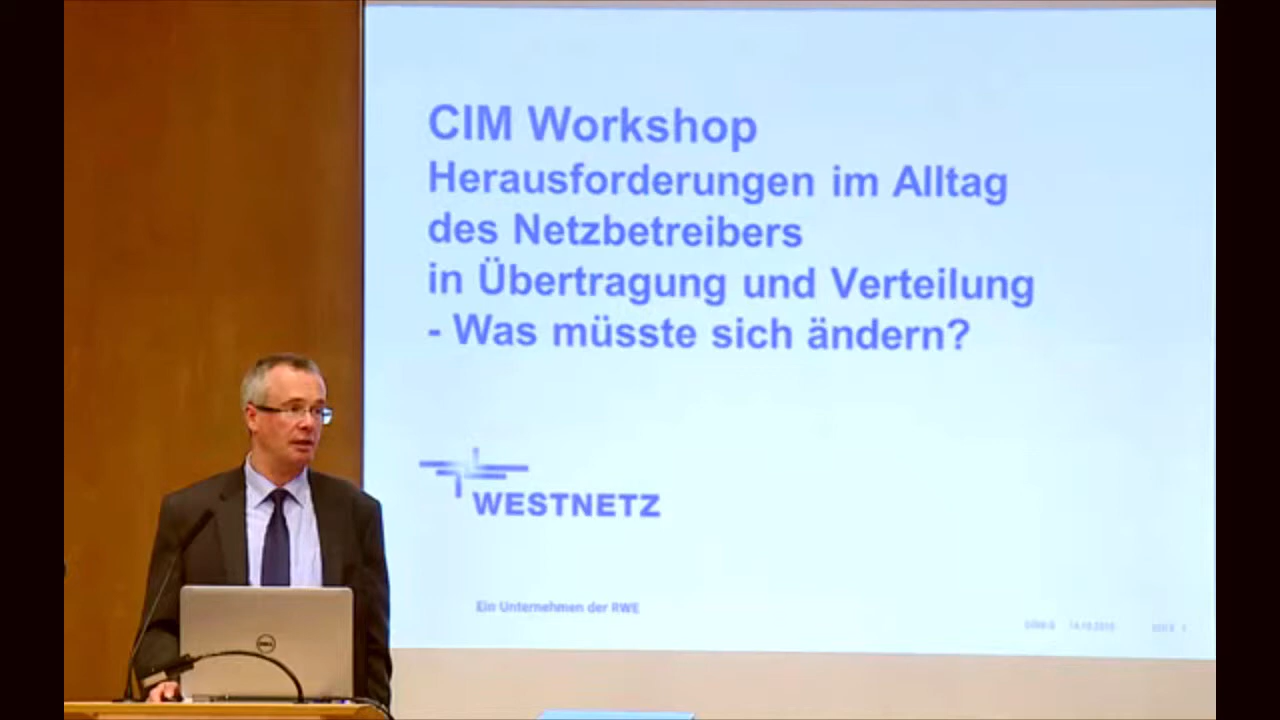 CIM Workshop
Herausforderungen im Alltag
des Netzbetreibers
in Übertragung und Verteilung
- Was müsste sich ändern?
WESTNETZ
Ein Unternehmen der RWE
DELL